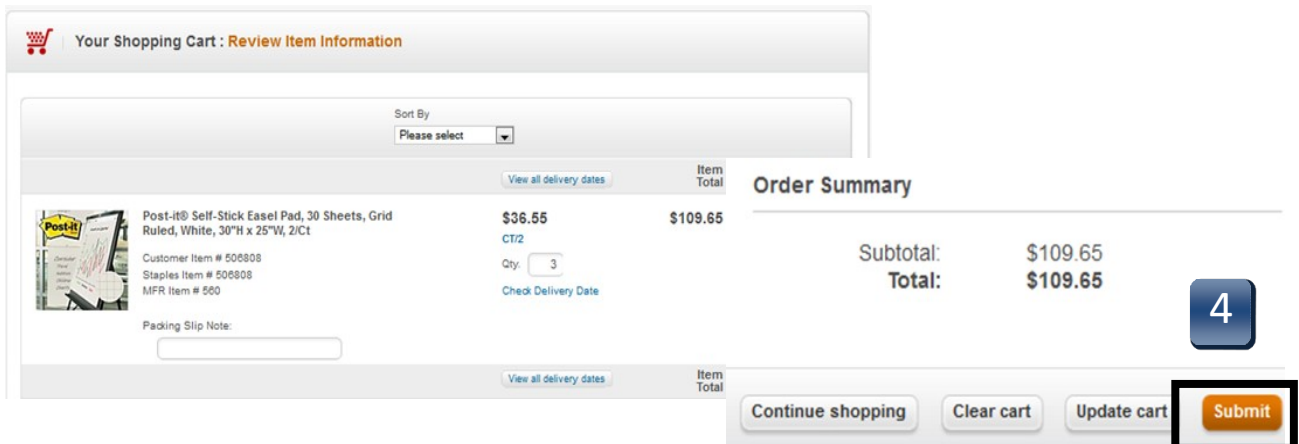 Your Shopping Cart : Review Item Information
Sort By
Please select
View all delivery dates
Item
Total
Post-it
Post-it® Self-Stick Easel Pad, 30 Sheets, Grid
Ruled, White, 30"H x 25"W, 2/Ct
Customer Item # 506808
Staples Item # 506808
MFR Item # 560
Packing Slip Note:
$36.55
CT/2
Qty. 3
Check Delivery Date
$109.65
View all delivery dates
Item
Total
Order Summary
Subtotal: $109.65
Total: $109.65
4
Continue shopping
Clear cart
Update cart
Submit